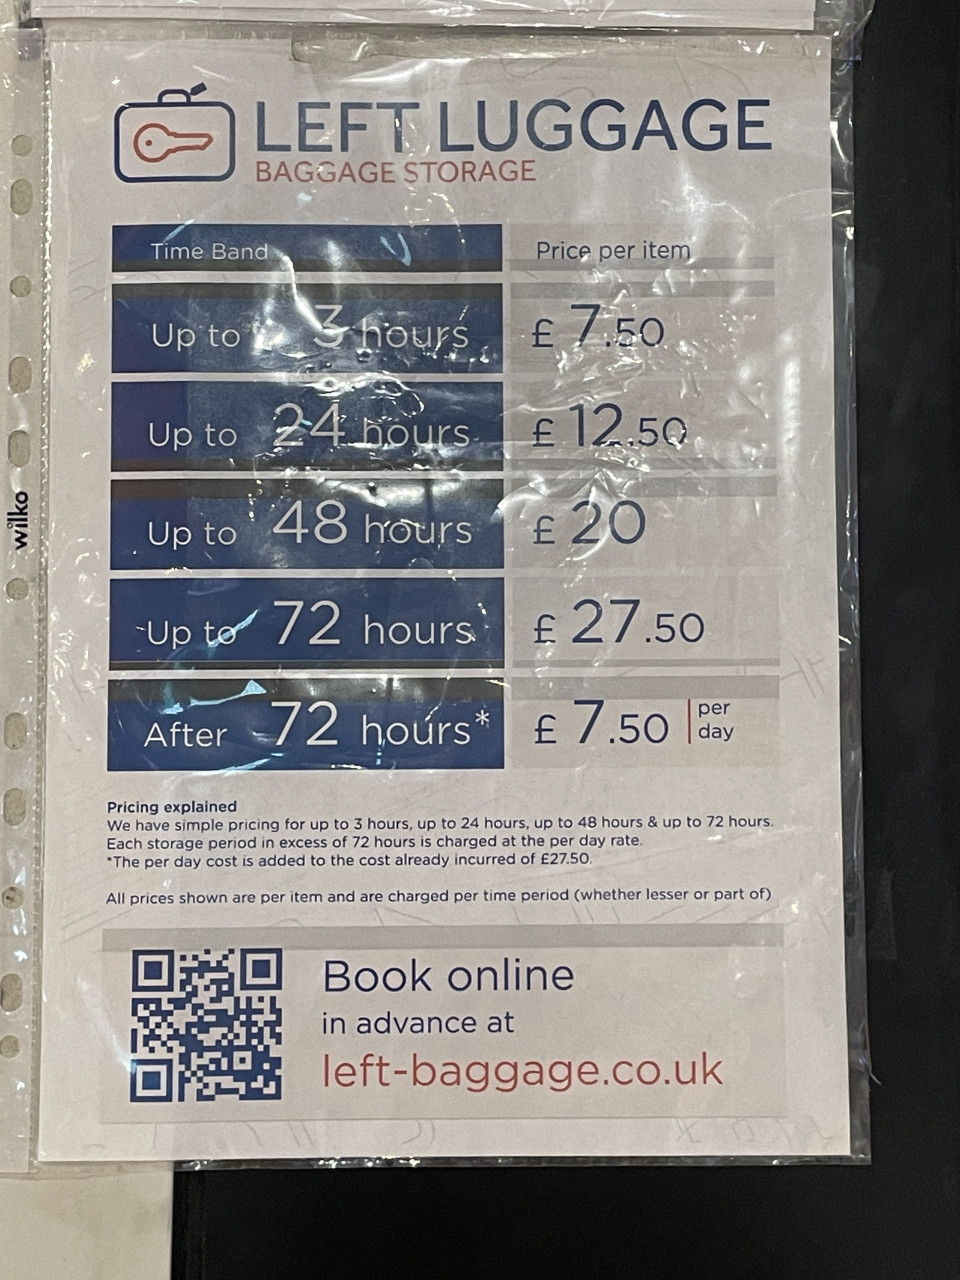 LEFT LUGGAGE
BAGGAGE STORAGE
Time Band Price per item
Up to 3 hours £ 7.50
Up to 24 hours £ 12.50
Up to 48 hours £ 20
Up to 72 hours £ 27.50
After 72 hours* £ 7.50 per day
Pricing explained
We have simple pricing for up to 3 hours, up to 24 hours, up to 48 hours & up to 72 hours.
Each storage period in excess of 72 hours is charged at the per day rate.
*The per day cost is added to the cost already incurred of £27.50.
All prices shown are per item and are charged per time period (whether lesser or part of)
Book online
in advance at
left-baggage.co.uk
wilko